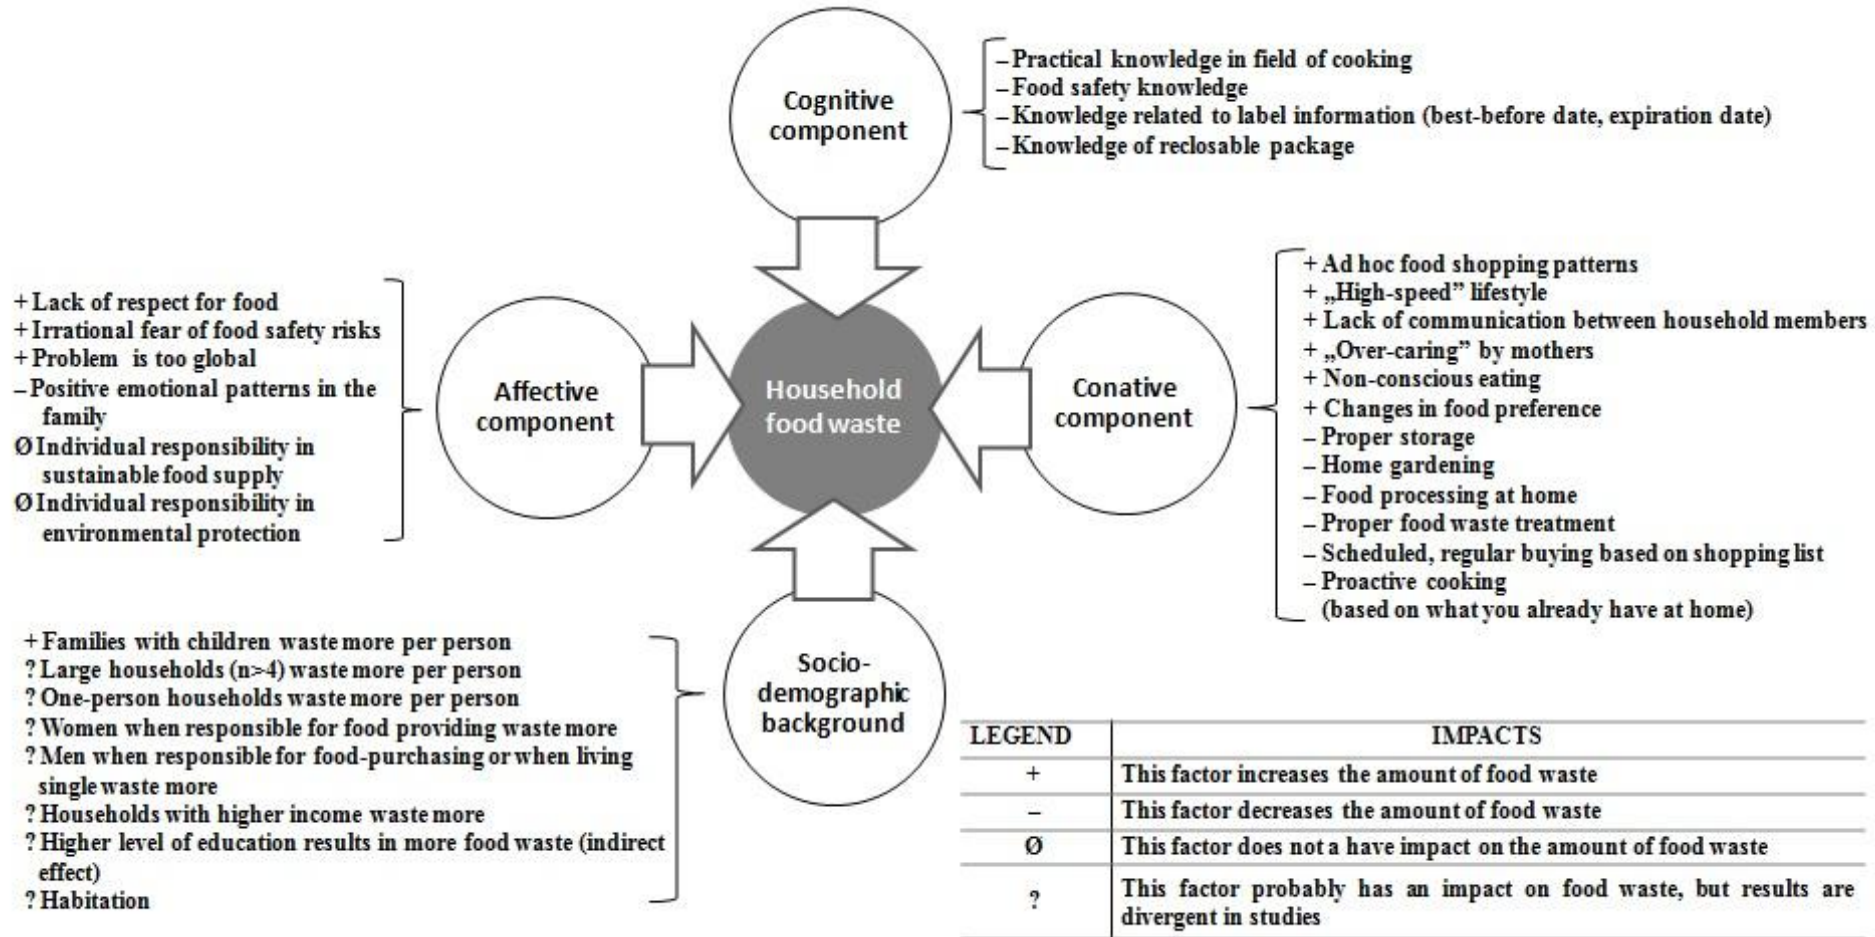 Cognitive
component
– Practical knowledge in field of cooking
– Food safety knowledge
– Knowledge related to label information (best-before date, expiration date)
– Knowledge of reclosable package
+ Lack of respect for food
+ Irrational fear of food safety risks
+ Problem is too global
– Positive emotional patterns in the
family
Ø Individual responsibility in
sustainable food supply
Ø Individual responsibility in
environmental protection
Affective
component
Household
food waste
Conative
component
+ Ad hoc food shopping patterns
+ „High-speed” lifestyle
+ Lack of communication between household members
+ „Over-caring” by mothers
+ Non-conscious eating
+ Changes in food preference
– Proper storage
– Home gardening
– Food processing at home
– Proper food waste treatment
– Scheduled, regular buying based on shopping list
– Proactive cooking
(based on what you already have at home)
+ Families with children waste more per person
? Large households (n>4) waste more per person
? One-person households waste more per person
? Women when responsible for food providing waste more
? Men when responsible for food-purchasing or when living
single waste more
? Households with higher income waste more
? Higher level of education results in more food waste (indirect
effect)
? Habitation
Socio-
demographic
background
LEGEND IMPACTS
+ This factor increases the amount of food waste
– This factor decreases the amount of food waste
Ø This factor does not a have impact on the amount of food waste
? This factor probably has an impact on food waste, but results are
divergent in studies